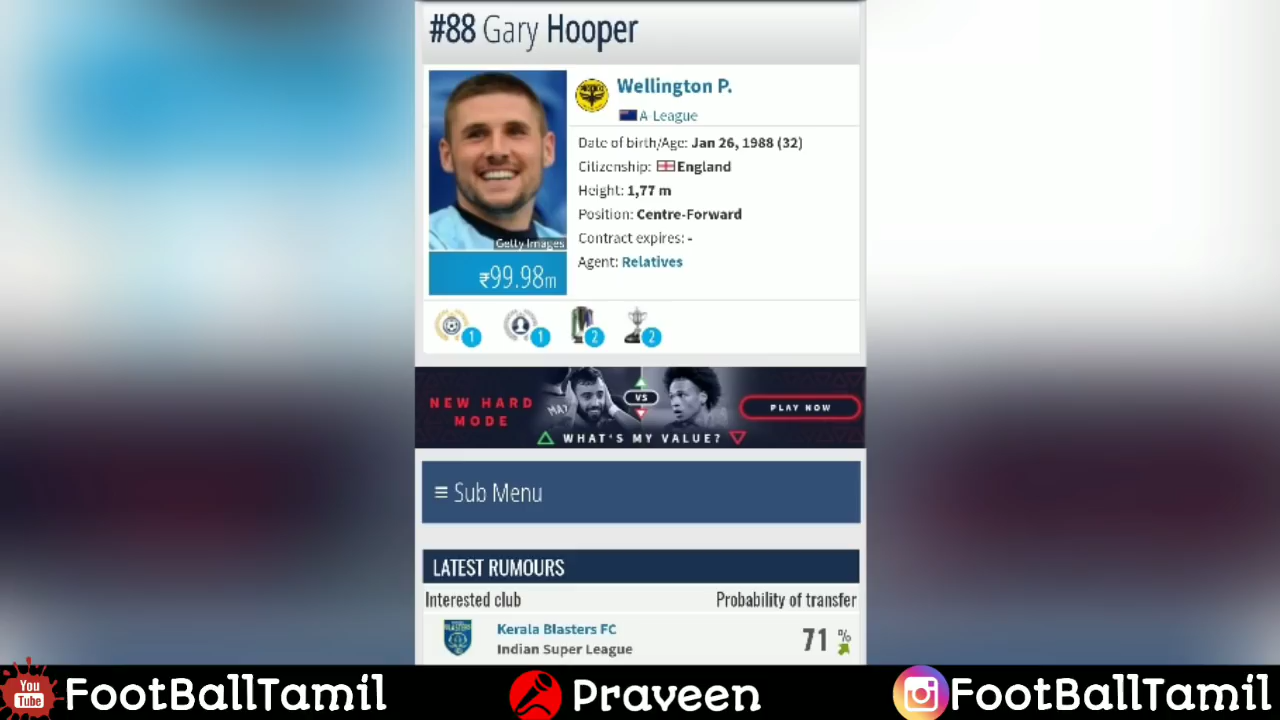 #88 Gary Hooper
Wellington P.
A League
Date of birth/Age: Jan 26, 1988 (32)
Citizenship: England
Height: 1,77 m
Position: Centre-Forward
Contract expires: -
Agent: Relatives
Getty Images
₹99.98m
1
1
2
2
NEW HARD
MODE
VS
PLAY NOW
WHAT'S MY VALUE?
≡ Sub Menu
LATEST RUMOURS
Interested club Probability of transfer
Kerala Blasters FC
Indian Super League
71 %
You
Tube
FootBallTamil
Praveen
FootBallTamil